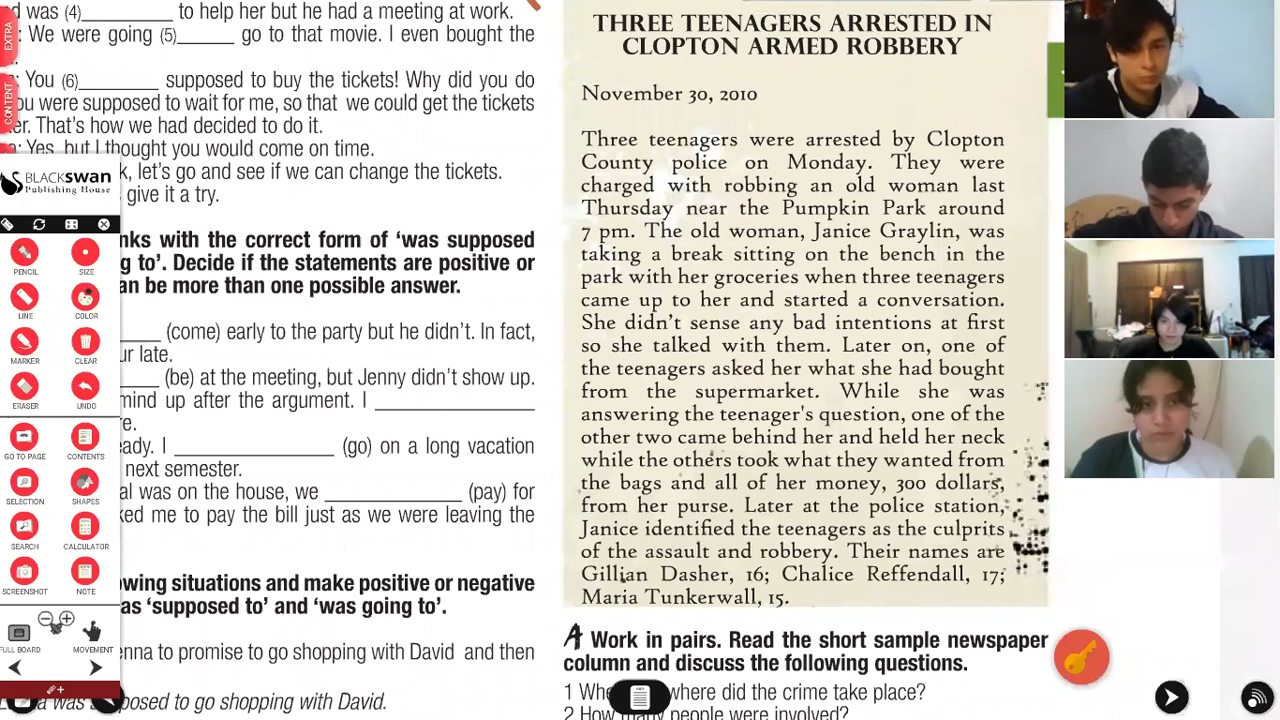 d was (4)_________ to help her but he had a meeting at work.
: We were going (5)______ go to that movie. I even bought the
: You (6)________ supposed to buy the tickets! Why did you do
ou were supposed to wait for me, so that we could get the tickets
er. That's how we had decided to do it.
: Yes, but I thought you would come on time.
k, let's go and see if we can change the tickets.
give it a try.
nks with the correct form of 'was supposed
g to'. Decide if the statements are positive or
an be more than one possible answer.
_____ (come) early to the party but he didn't. In fact,
ur late.
____ (be) at the meeting, but Jenny didn't show up.
mind up after the argument. I ________________
re.
eady. I ________________ (go) on a long vacation
next semester.
al was on the house, we ______________ (pay) for
ked me to pay the bill just as we were leaving the
owing situations and make positive or negative
as 'supposed to' and 'was going to'.
enna to promise to go shopping with David and then
was supposed to go shopping with David.
EXTRA
CONTENT
BLACKSWAN
Publishing House
PENCIL
SIZE
LINE
COLOR
MARKER
CLEAR
ERASER
UNDO
GO TO PAGE
CONTENTS
SELECTION
SHAPES
SEARCH
CALCULATOR
SCREENSHOT
NOTE
FULL BOARD
MOVEMENT
THREE TEENAGERS ARRESTED IN
CLOPTON ARMED ROBBERY
November 30, 2010
Three teenagers were arrested by Clopton
County police on Monday. They were
charged with robbing an old woman last
Thursday near the Pumpkin Park around
7 pm. The old woman, Janice Graylin, was
taking a break sitting on the bench in the
park with her groceries when three teenagers
came up to her and started a conversation.
She didn't sense any bad intentions at first
so she talked with them. Later on, one of
the teenagers asked her what she had bought
from the supermarket. While she was
answering the teenager's question, one of the
other two came behind her and held her neck
while the others took what they wanted from
the bags and all of her money, 300 dollars,
from her purse. Later at the police station,
Janice identified the teenagers as the culprits
of the assault and robbery. Their names are
Gillian Dasher, 16; Chalice Reffendall, 17;
Maria Tunkerwall, 15.
A Work in pairs. Read the short sample newspaper
column and discuss the following questions.
1 Whe where did the crime take place?
2 How many people were involved?